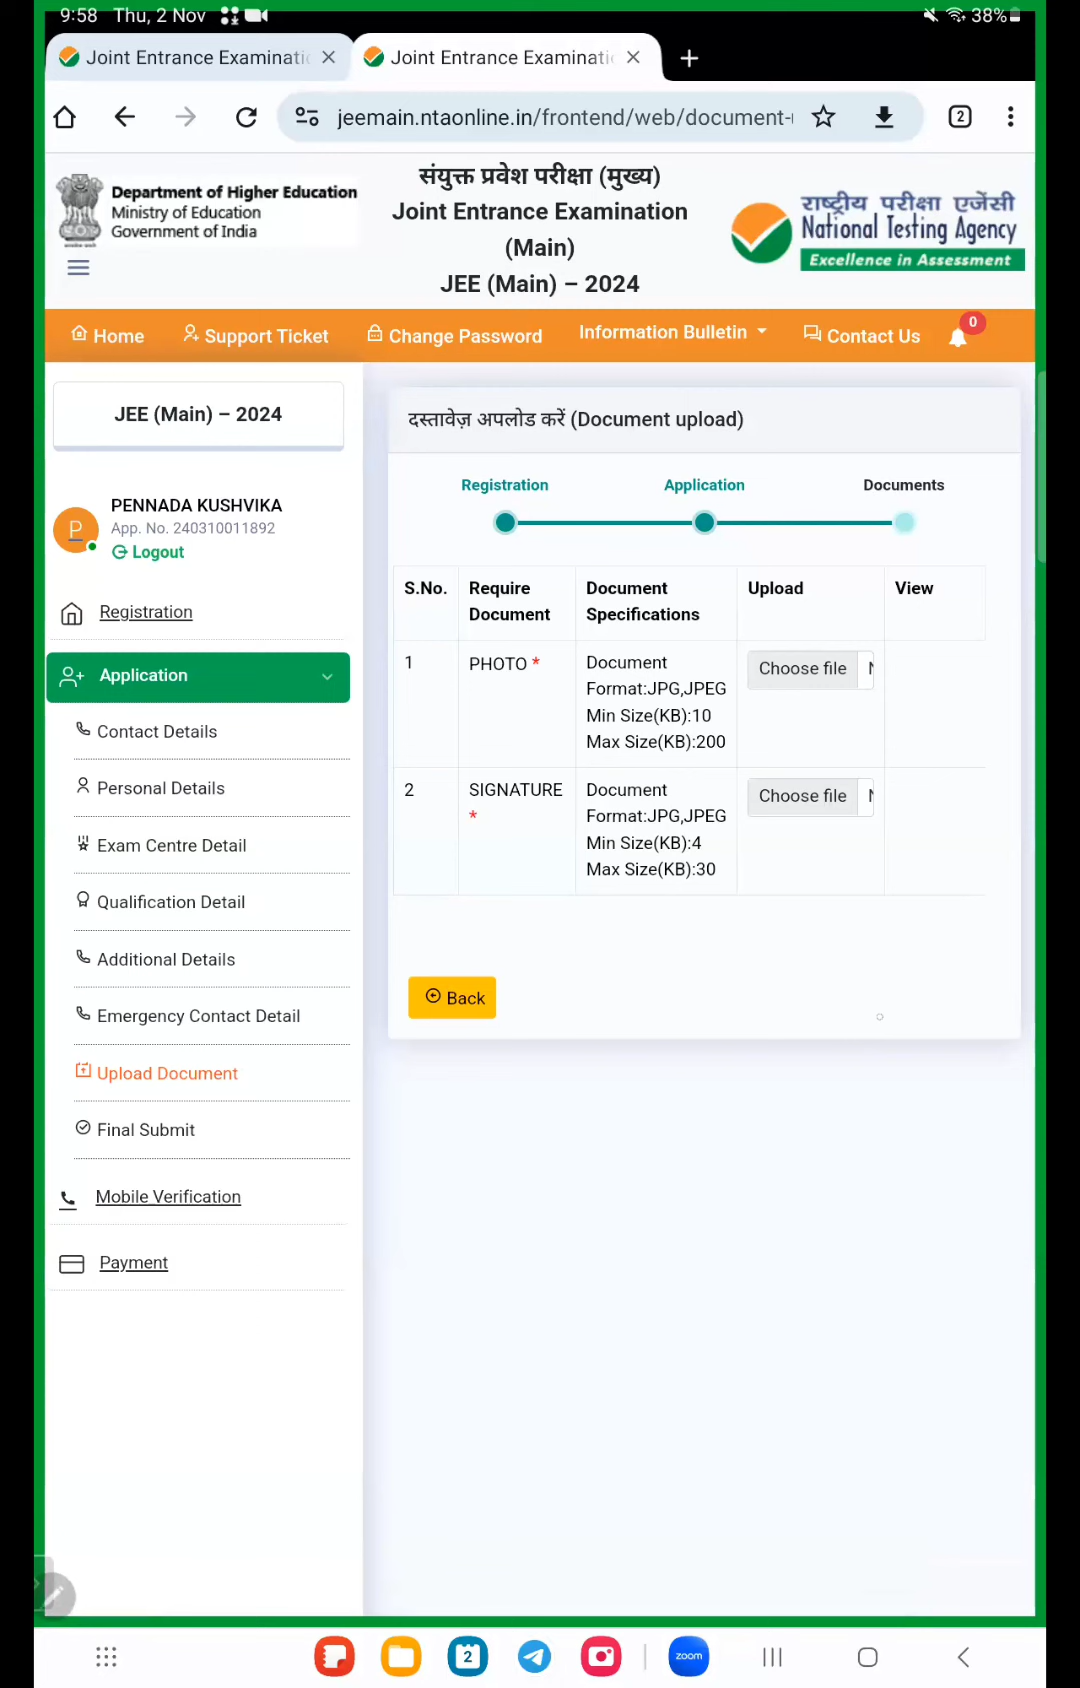 9:58 Thu, 2 Nov
38%
Joint Entrance Examinati
Joint Entrance Examinati
jeemain.ntaonline.in/frontend/web/document-
2
Department of Higher Education
Ministry of Education
Government of India
संयुक्त प्रवेश परीक्षा (मुख्य)
Joint Entrance Examination
(Main)
JEE (Main) – 2024
राष्ट्रीय परीक्षा एजेंसी
National Testing Agency
Excellence in Assessment
Home
Support Ticket
Change Password
Information Bulletin
Contact Us
0
JEE (Main) – 2024
P
PENNADA KUSHVIKA
App. No. 240310011892
Logout
Registration
Application
Contact Details
Personal Details
Exam Centre Detail
Qualification Detail
Additional Details
Emergency Contact Detail
Upload Document
Final Submit
Mobile Verification
Payment
दस्तावेज़ अपलोड करें (Document upload)
Registration Application Documents
S.No. Require Document Document Specifications Upload View
1 PHOTO * Document
Format:JPG,JPEG
Min Size(KB):10
Max Size(KB):200
Choose file
2 SIGNATURE
*
Document
Format:JPG,JPEG
Min Size(KB):4
Max Size(KB):30
Choose file
Back
2
zoom